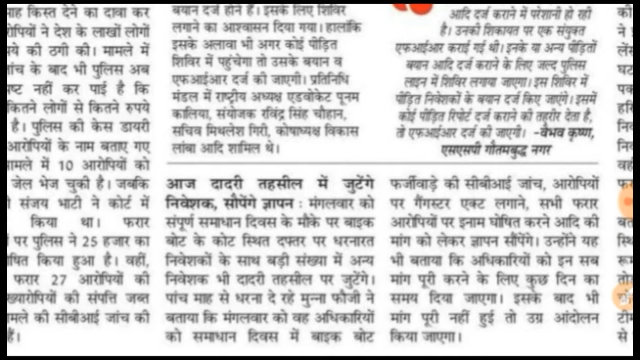 माह किस्त देने का दावा कर
रोपियों ने देश के लाखों लोगों
ये की ठगी की। मामले में
ांच के बाद भी पुलिस अब
पष्ट नहीं कर पाई है कि
कितने लोगों से कितने रुपये
है। पुलिस की केस डायरी
आरोपियों के नाम बताए गए
मामले में 10 आरोपियों को
जेल भेज चुकी है। जबकि
संजय भाटी ने कोर्ट में
किया था। फरार
पर पुलिस ने 25 हजार का
षित किया हुआ है। वहीं,
फरार 27 आरोपियों की
ख्यारोपियों की संपत्ति जब्त
मामले की सीबीआई जांच की
हैं।
बयान दर्ज होने हैं। इसके लिए शिविर
लगाने का आश्वासन दिया गया। हालांकि
इसके अलावा भी अगर कोई पीड़ित
शिविर में पहुंचेगा तो उसके बयान व
एफआईआर दर्ज की जाएगी। प्रतिनिधि
मंडल में राष्ट्रीय अध्यक्ष एडवोकेट पूनम
कालिया, संयोजक रविंद्र सिंह चौहान,
सचिव मिथलेश गिरी, कोषाध्यक्ष विकास
लांबा आदि शामिल थे।
आदि दर्ज कराने में परेशानी हो रही
है। उनकी शिकायत पर एक संयुक्त
एफआईआर कराई गई थी। इनके या अन्य पीड़ितों
बयान आदि दर्ज कराने के लिए जल्द पुलिस
लाइन में शिविर लगाया जाएगा। इस शिविर में
पीड़ित निवेशकों के बयान दर्ज किए जाएंगे। इसमें
कोई पीड़ित रिपोर्ट दर्ज कराने की तहरीर देता है,
तो एफआईआर दर्ज की जाएगी। -वैभव कृष्णा,
एसएसपी गौतमबुद्ध नगर
आज दादरी तहसील में जुटेंगे
निवेशक, सौपेंगे ज्ञापन : मंगलवार को
संपूर्ण समाधान दिवस के मौके पर बाइक
बोट के कोट स्थित दफ्तर पर धरनारत
निवेशकों के साथ बड़ी संख्या में अन्य
निवेशक भी दादरी तहसील पर जुटेंगे।
पांच माह से धरना दे रहे मुन्ना फौजी ने
बताया कि मंगलवार को वह अधिकारियों
को समाधान दिवस में बाइक बोट
फर्जीवाड़े की सीबीआई जांच, आरोपियों
पर गैंगस्टर एक्ट लगाने, सभी फरार
आरोपियों पर इनाम घोषित करने आदि की
मांग को लेकर ज्ञापन सौपेंगे। उन्होंने यह
भी बताया कि अधिकारियों को इन सब
मांग पूरी करने के लिए कुछ दिन का
समय दिया जाएगा। इसके बाद भी
मांग पूरी नहीं हुई तो उग्र आंदोलन
किया जाएगा।